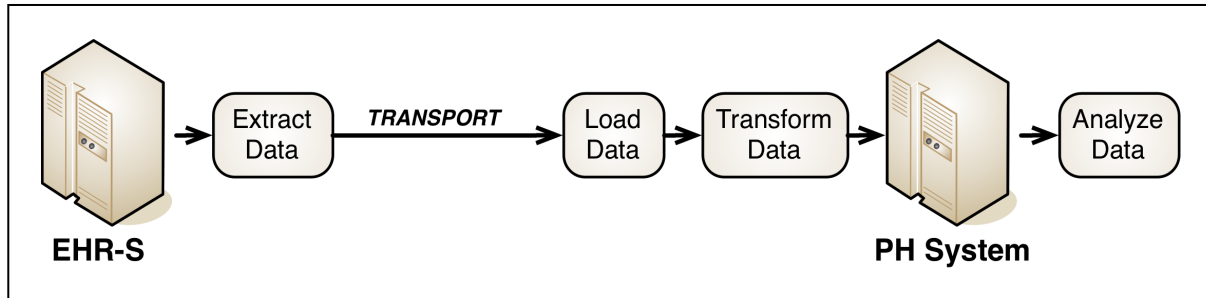 Extract
Data
TRANSPORT
Load
Data
Transform
Data
Analyze
Data
EHR-S
PH System